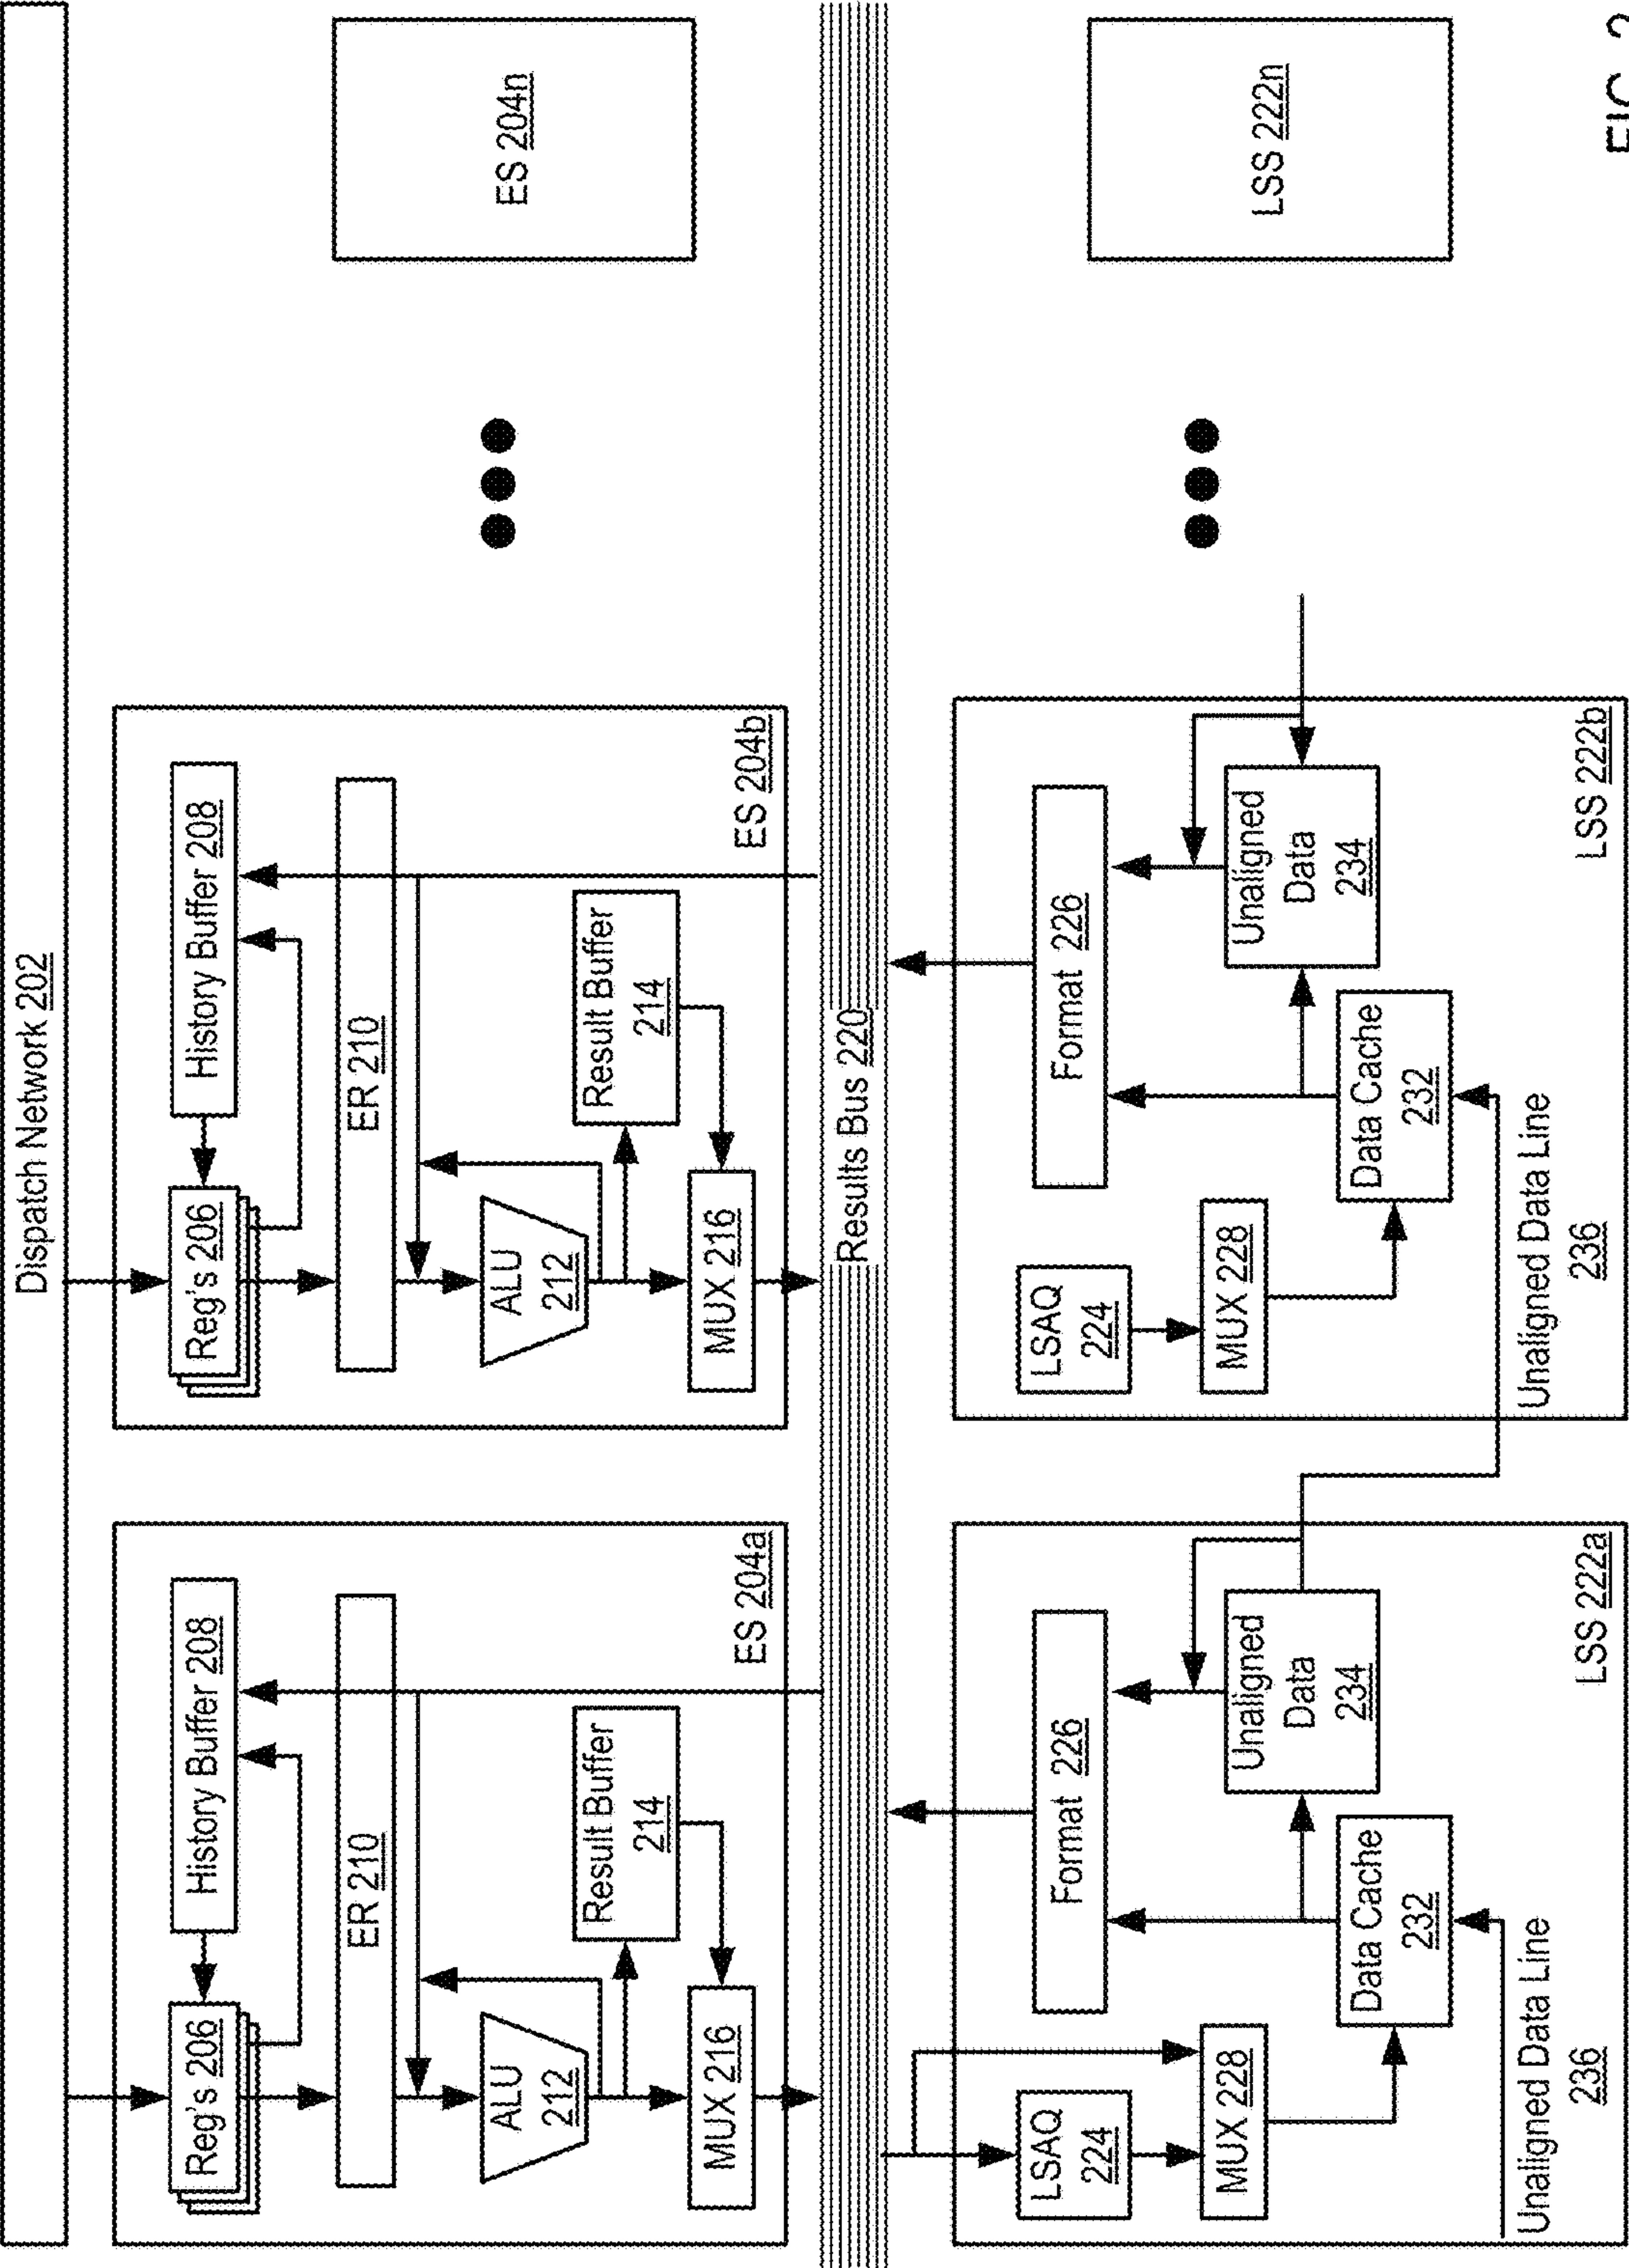 Dispatch Network 202
Reg's 206
History Buffer 208
ER 210
ALU
212
Result Buffer
214
MUX 216
ES 204a
Reg's 206
History Buffer 208
ER 210
ALU
212
Result Buffer
214
MUX 216
ES 204b
ES 204n
Results Bus 220
LSAQ
224
MUX 228
Format 226
Data Cache
232
Unaligned
Data
234
Unaligned Data Line
236
LSS 222a
LSAQ
224
MUX 228
Format 226
Data Cache
232
Unaligned
Data
234
Unaligned Data Line
236
LSS 222b
LSS 222n